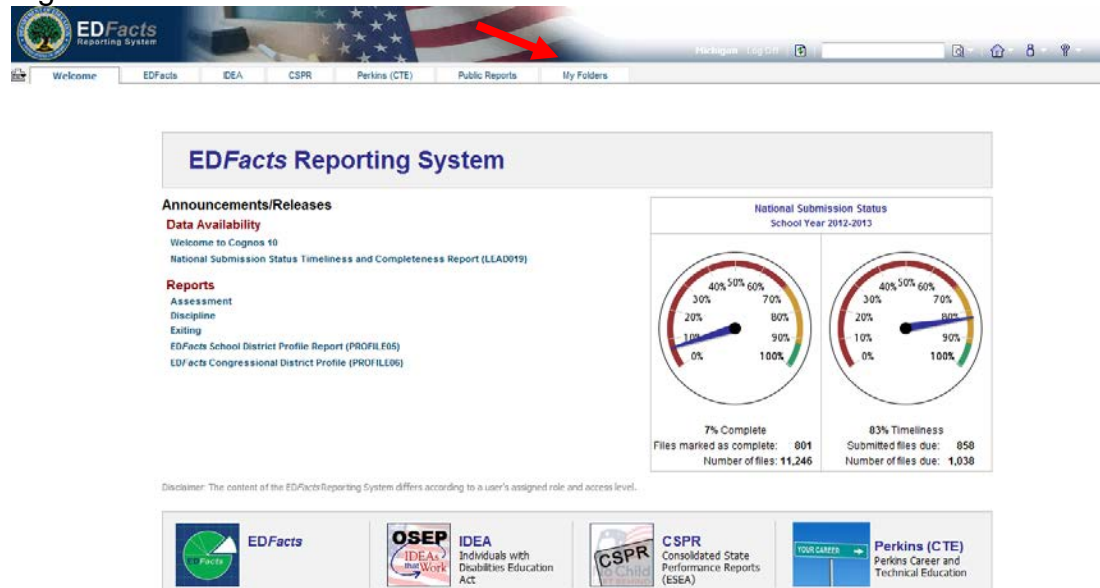 EDFacts
Reporting System
Michigan Log Off
Welcome
EDFacts
IDEA
CSPR
Perkins (CTE)
Public Reports
My Folders
EDFacts Reporting System
Announcements/Releases
Data Availability
Welcome to Cognos 10
National Submission Status Timeliness and Completeness Report (LEAD019)
Reports
Assessment
Discipline
Exiting
EDFacts School District Profile Report (PROFILE05)
EDFacts Congressional District Profile (PROFILE06)
National Submission Status
School Year 2012-2013
0%
10%
20%
30%
40%
50%
60%
70%
80%
90%
100%
7% Complete
Files marked as complete: 801
Number of files: 11,246
0%
10%
20%
30%
40%
50%
60%
70%
80%
90%
100%
83% Timeliness
Submitted files due: 858
Number of files due: 1,038
Disclaimer: The content of the EDFacts Reporting System differs according to a user's assigned role and access level.
EDFacts
EDFacts
OSEP
IDEAs
that Work
IDEA
Individuals with
Disabilities Education
Act
CSPR
CSPR
Consolidated State
Performance Reports
(ESEA)
YOUR CAREER
Perkins (CTE)
Perkins Career and
Technical Education